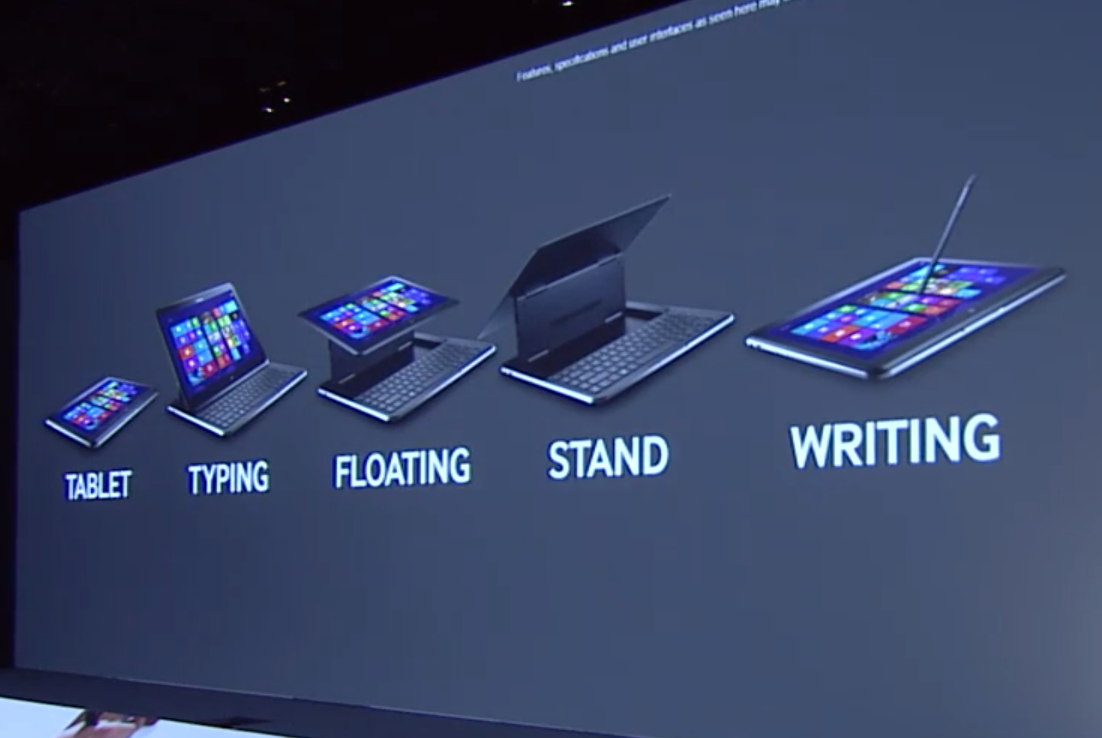 Features, specifications and user interfaces as seen here may
TABLET
TYPING
FLOATING
STAND
WRITING